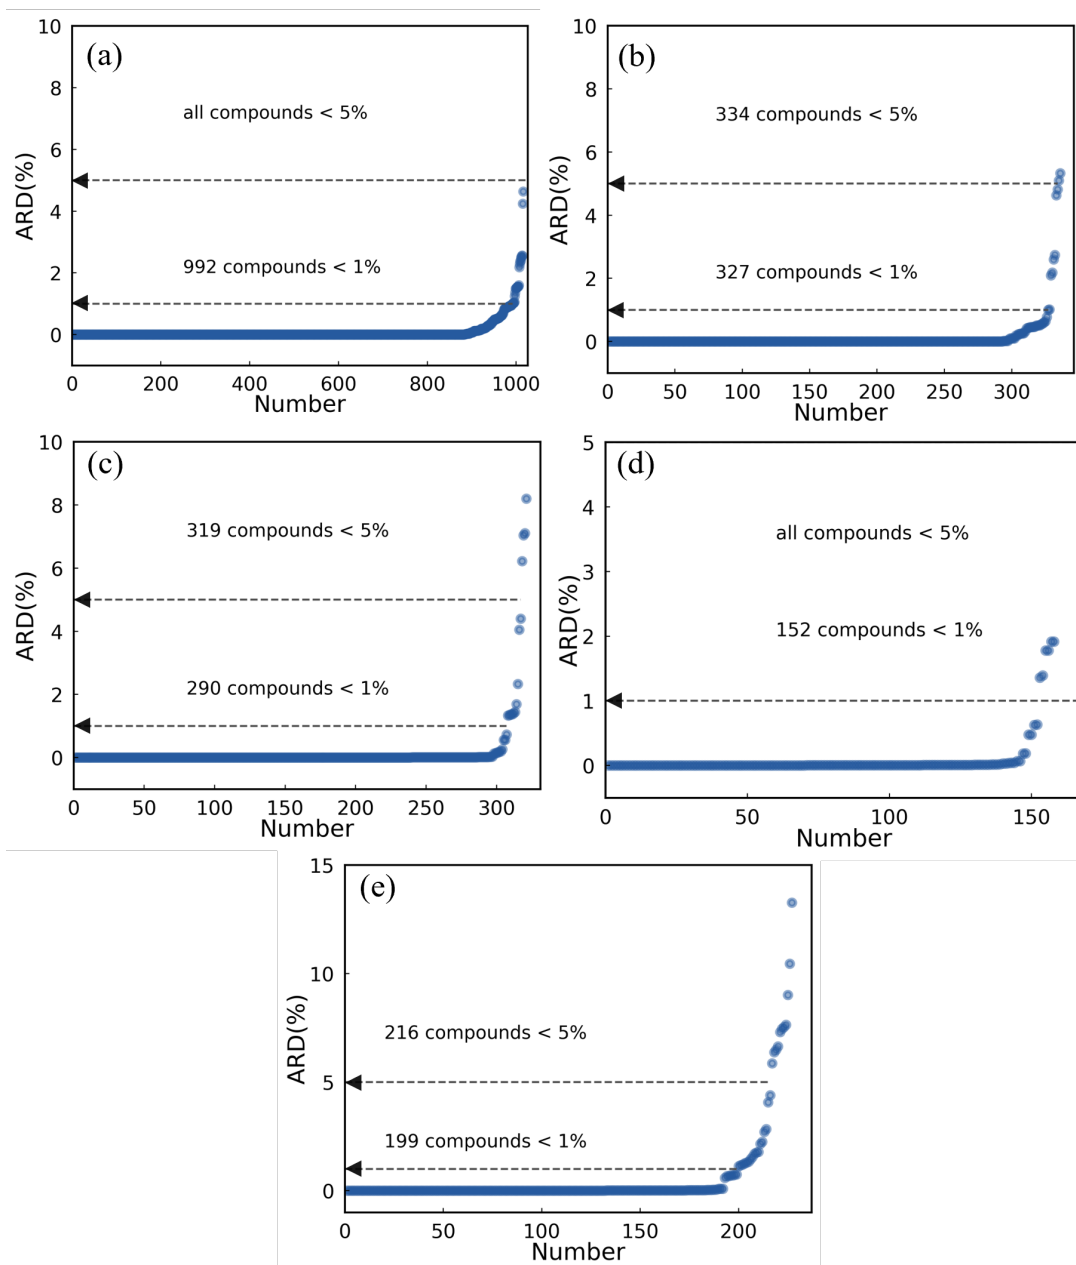 (a)
10
8
6
4
2
0
ARD(%)
all compounds < 5%
992 compounds < 1%
0 200 400 600 800 1000
Number
(b)
10
8
6
4
2
0
ARD(%)
334 compounds < 5%
327 compounds < 1%
0 50 100 150 200 250 300
Number
(c)
10
8
6
4
2
0
ARD(%)
319 compounds < 5%
290 compounds < 1%
0 50 100 150 200 250 300
Number
(d)
5
4
3
2
1
0
ARD(%)
all compounds < 5%
152 compounds < 1%
0 50 100 150
Number
(e)
15
10
5
0
ARD(%)
216 compounds < 5%
199 compounds < 1%
0 50 100 150 200
Number